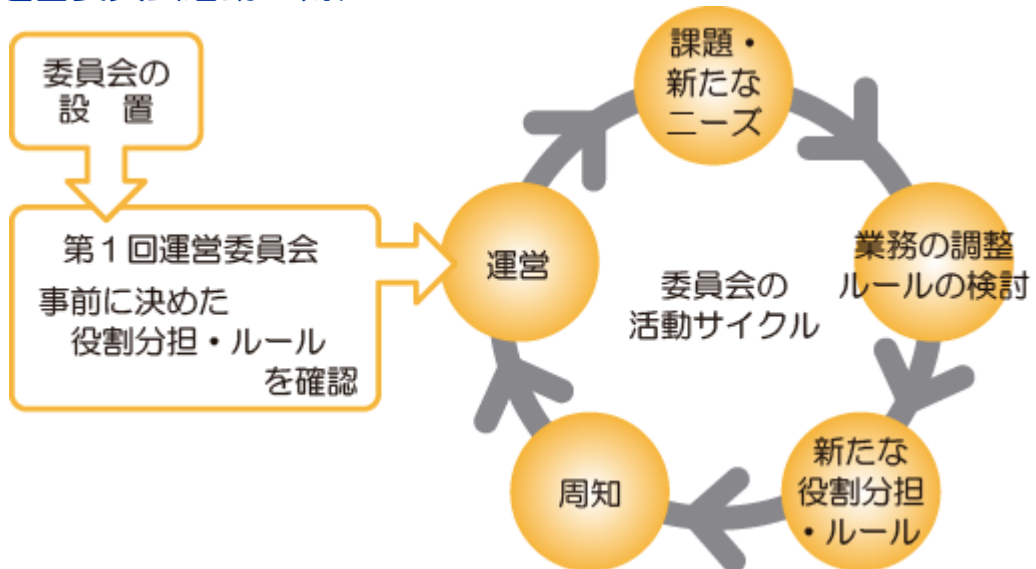 委員会の
設　置
第１回運営委員会
事前に決めた
役割分担・ルール
を確認
運営
課題・
新たな
ニーズ
業務の調整
ルールの検討
新たな
役割分担
・ルール
周知
委員会の
活動サイクル